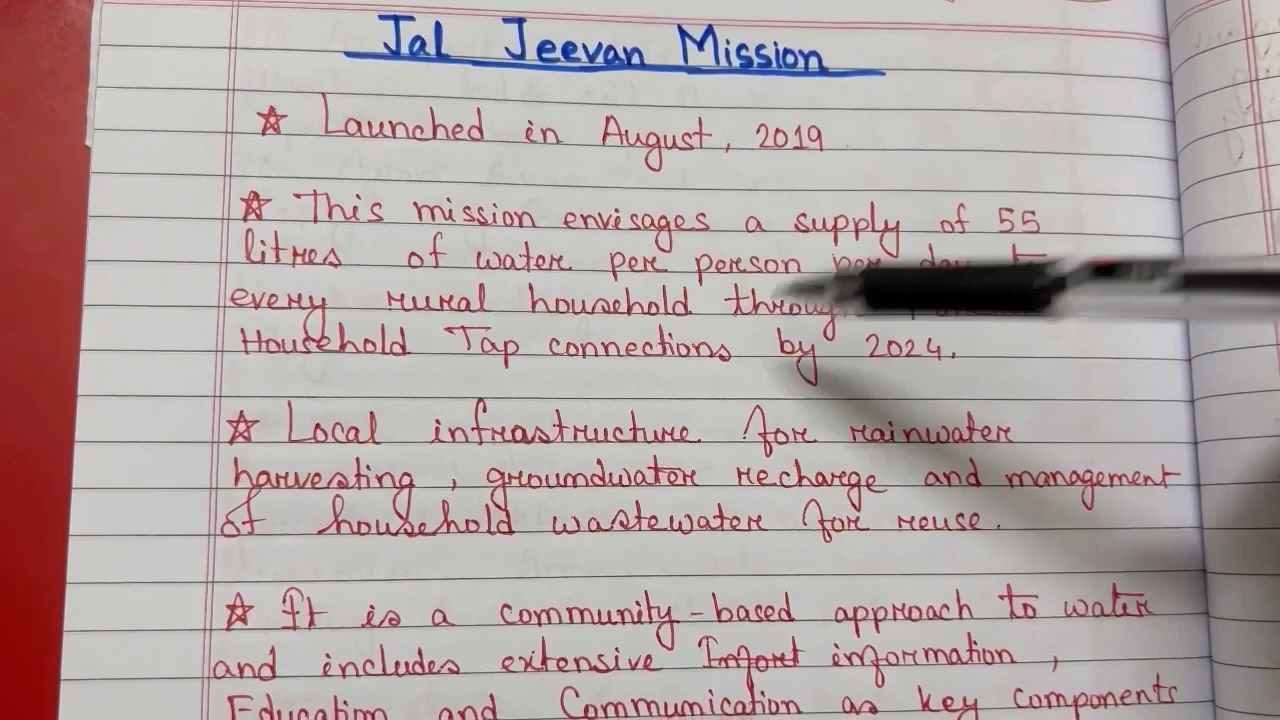 Jal Jeevan Mission
☆ Launched in August, 2019
☆ This mission envisages a supply of 55
litres of water per person per day
every rural household through
Household Tap connections by 2024.
☆ Local infrastructure for rainwater
harvesting, groundwater recharge and management
of household wastewater for reuse.
☆ It is a community-based approach to water
and includes extensive information,
Education and Communication as key components